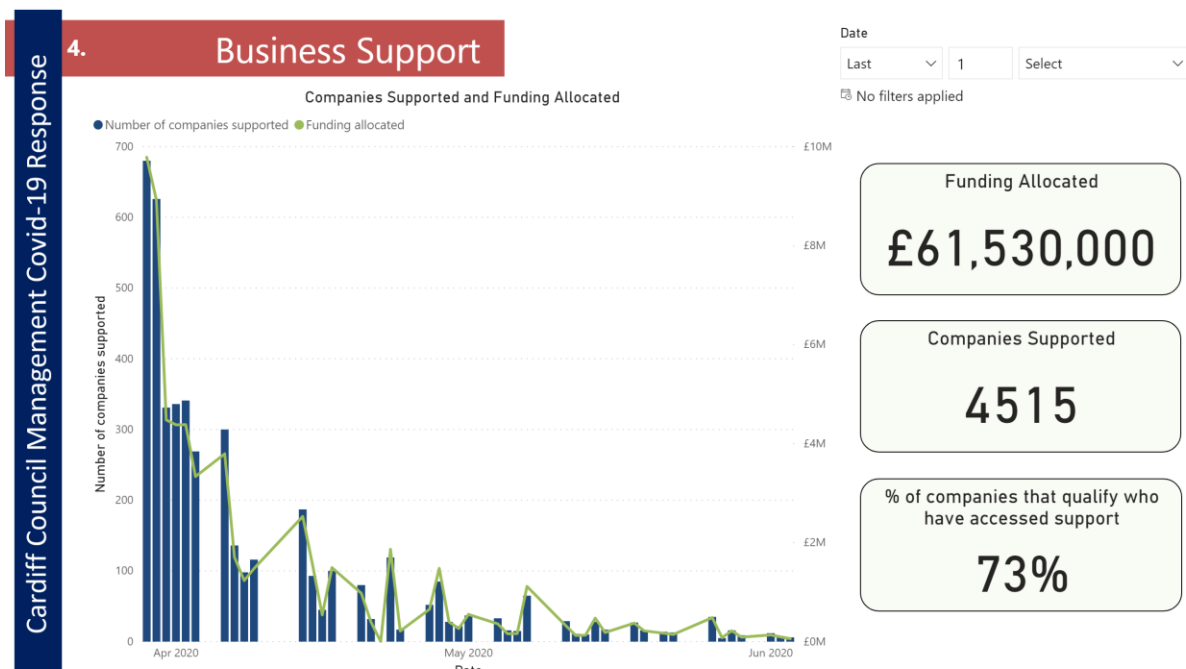 Cardiff Council Management Covid-19 Response
4.
Business Support
Date
Last
1
Select
No filters applied
Companies Supported and Funding Allocated
Number of companies supported
Funding allocated
700
600
500
400
300
200
100
0
Number of companies supported
£10M
£8M
£6M
£4M
£2M
£0M
Apr 2020
May 2020
Jun 2020
Date
Funding Allocated
£61,530,000
Companies Supported
4515
% of companies that qualify who
have accessed support
73%